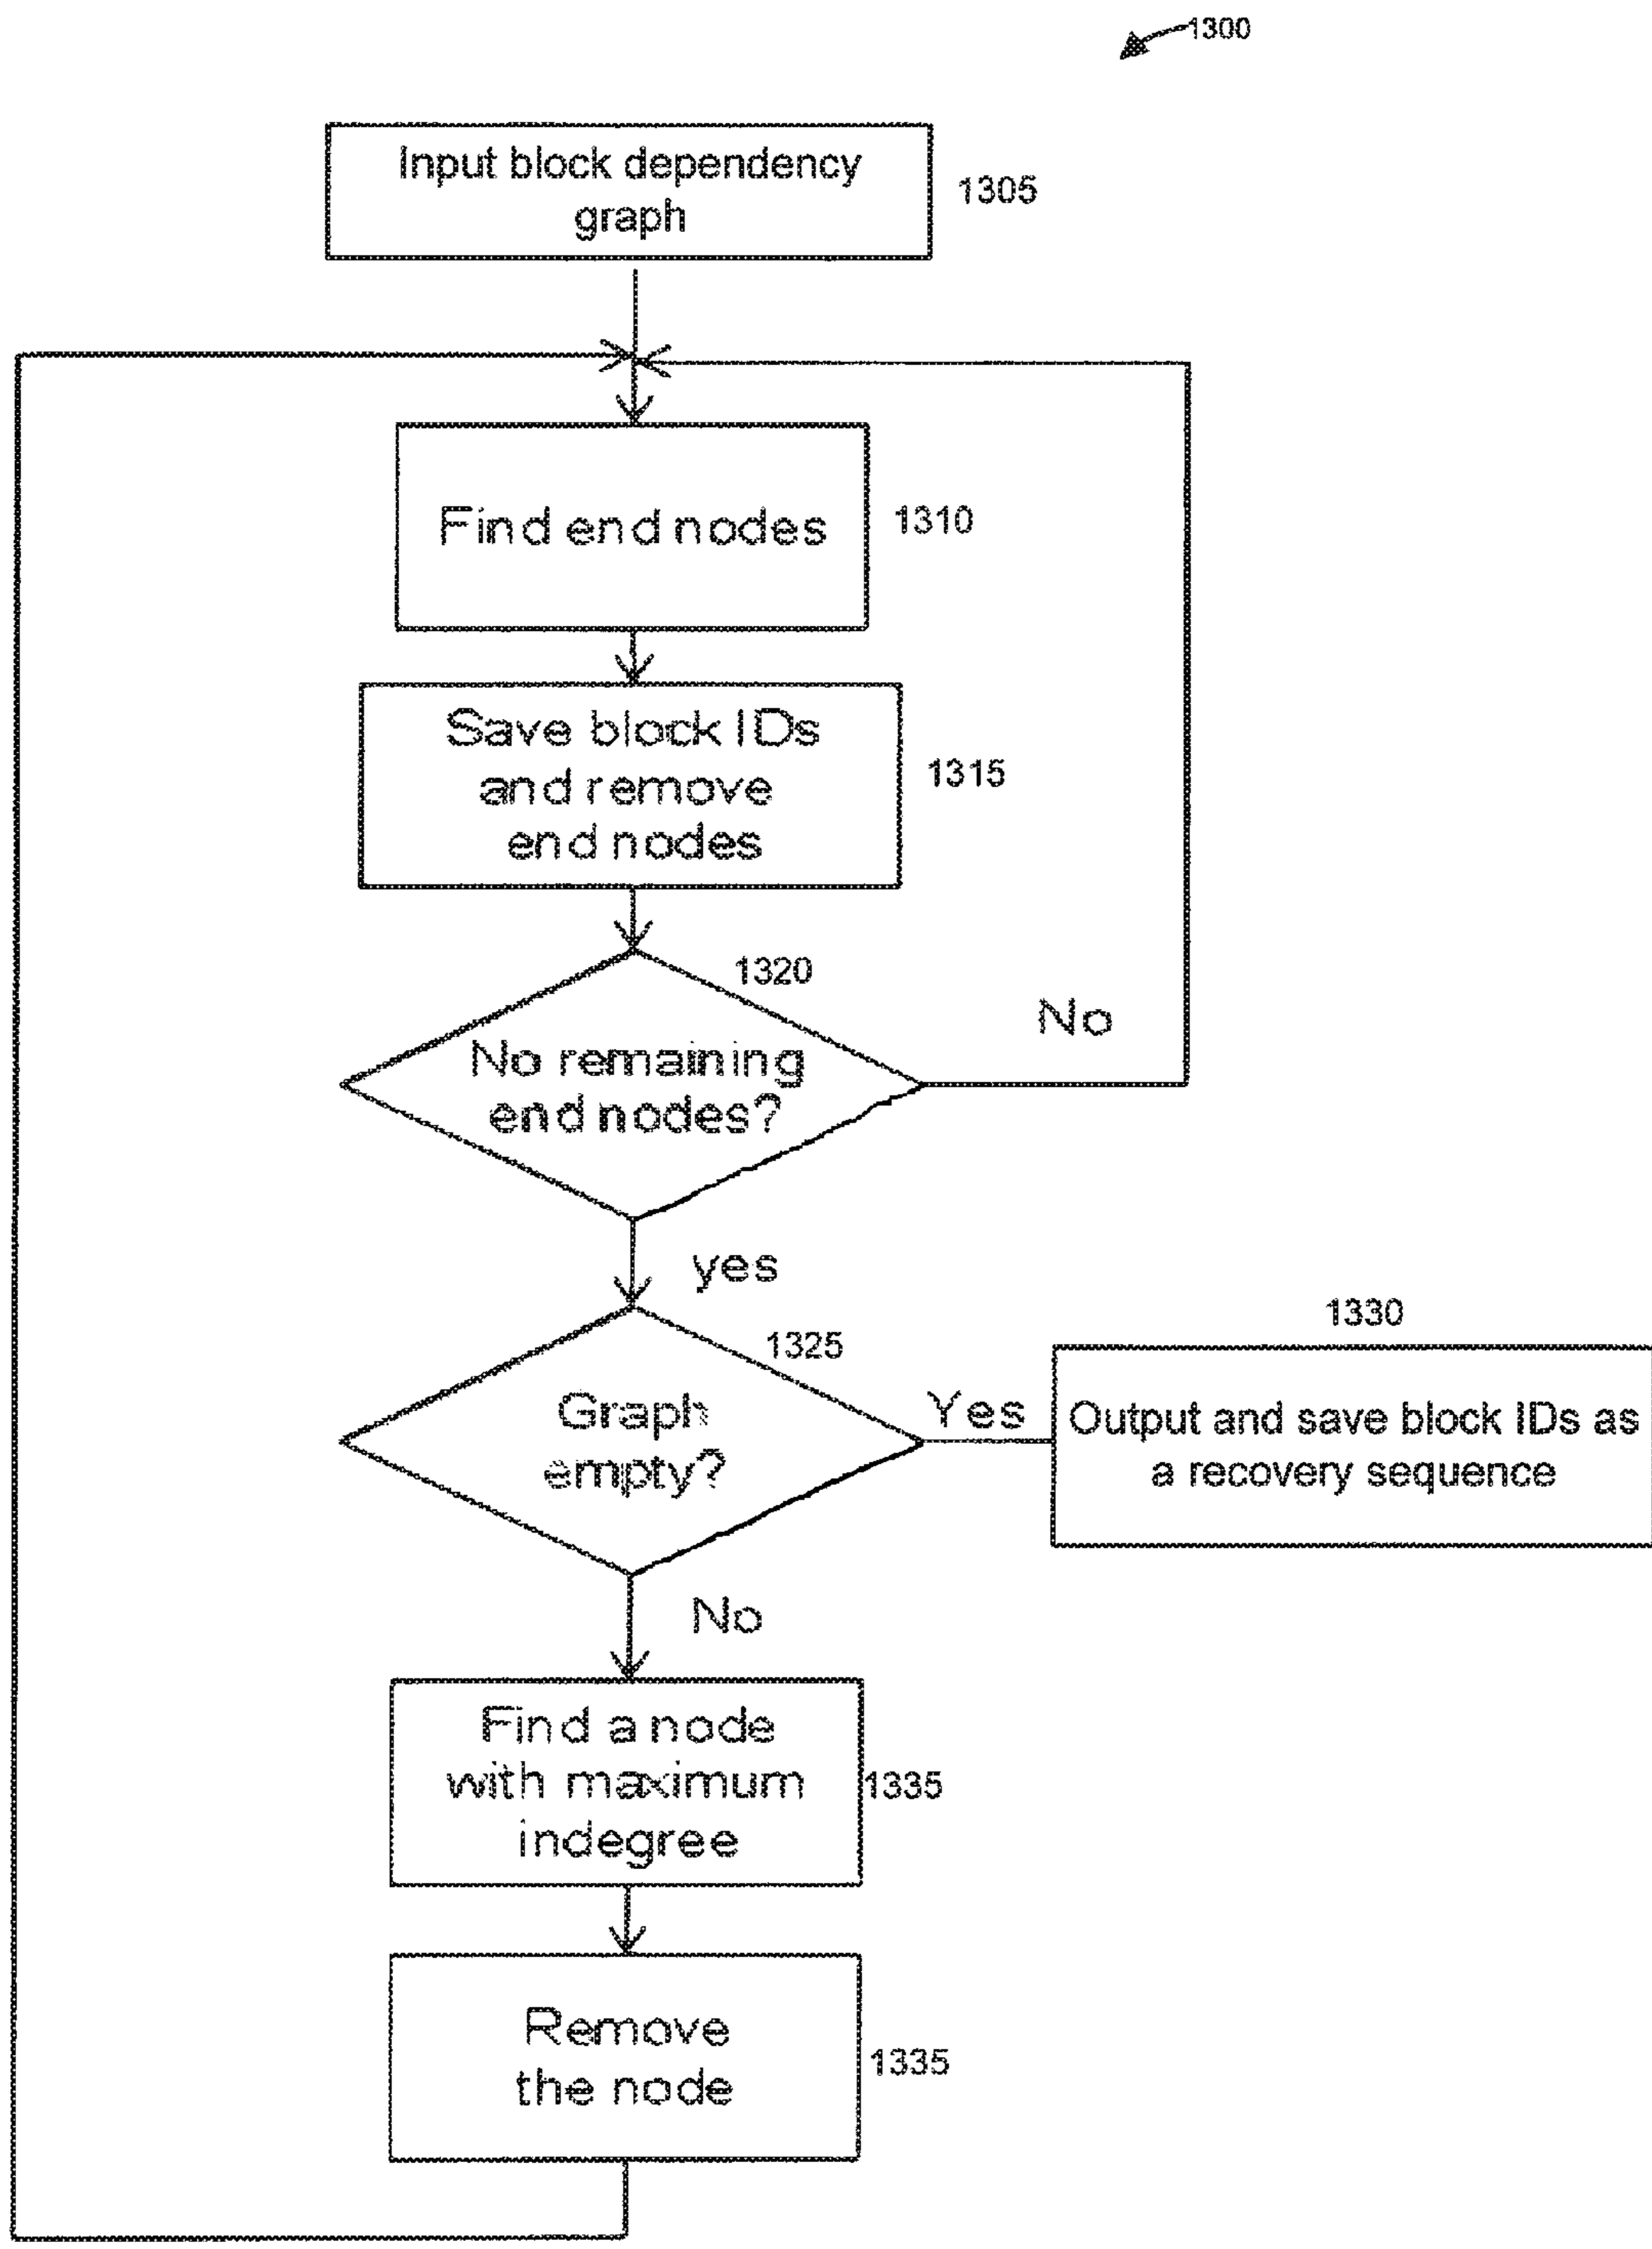 1300
Input block dependency
graph
1305
Find end nodes
1310
Save block IDs
and remove
end nodes
1315
1320
No remaining
end nodes?
No
yes
1325
Graph
empty?
Yes
1330
Output and save block IDs as
a recovery sequence
No
Find a node
with maximum
indegree
1335
Remove
the node
1335